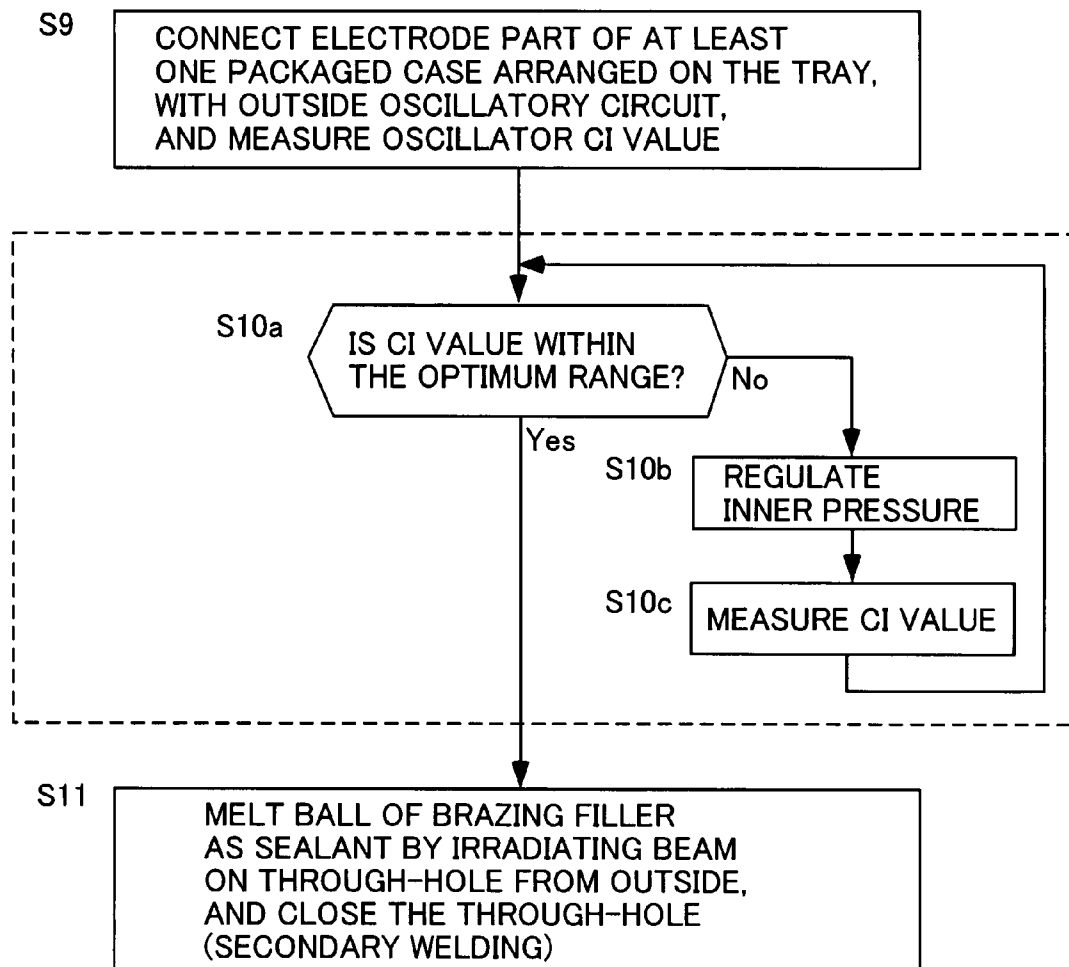 S9
CONNECT ELECTRODE PART OF AT LEAST
ONE PACKAGED CASE ARRANGED ON THE TRAY,
WITH OUTSIDE OSCILLATORY CIRCUIT,
AND MEASURE OSCILLATOR CI VALUE
S10a
IS CI VALUE WITHIN
THE OPTIMUM RANGE?
No
Yes
S10b
REGULATE
INNER PRESSURE
S10c
MEASURE CI VALUE
S11
MELT BALL OF BRAZING FILLER
AS SEALANT BY IRRADIATING BEAM
ON THROUGH-HOLE FROM OUTSIDE,
AND CLOSE THE THROUGH-HOLE
(SECONDARY WELDING)